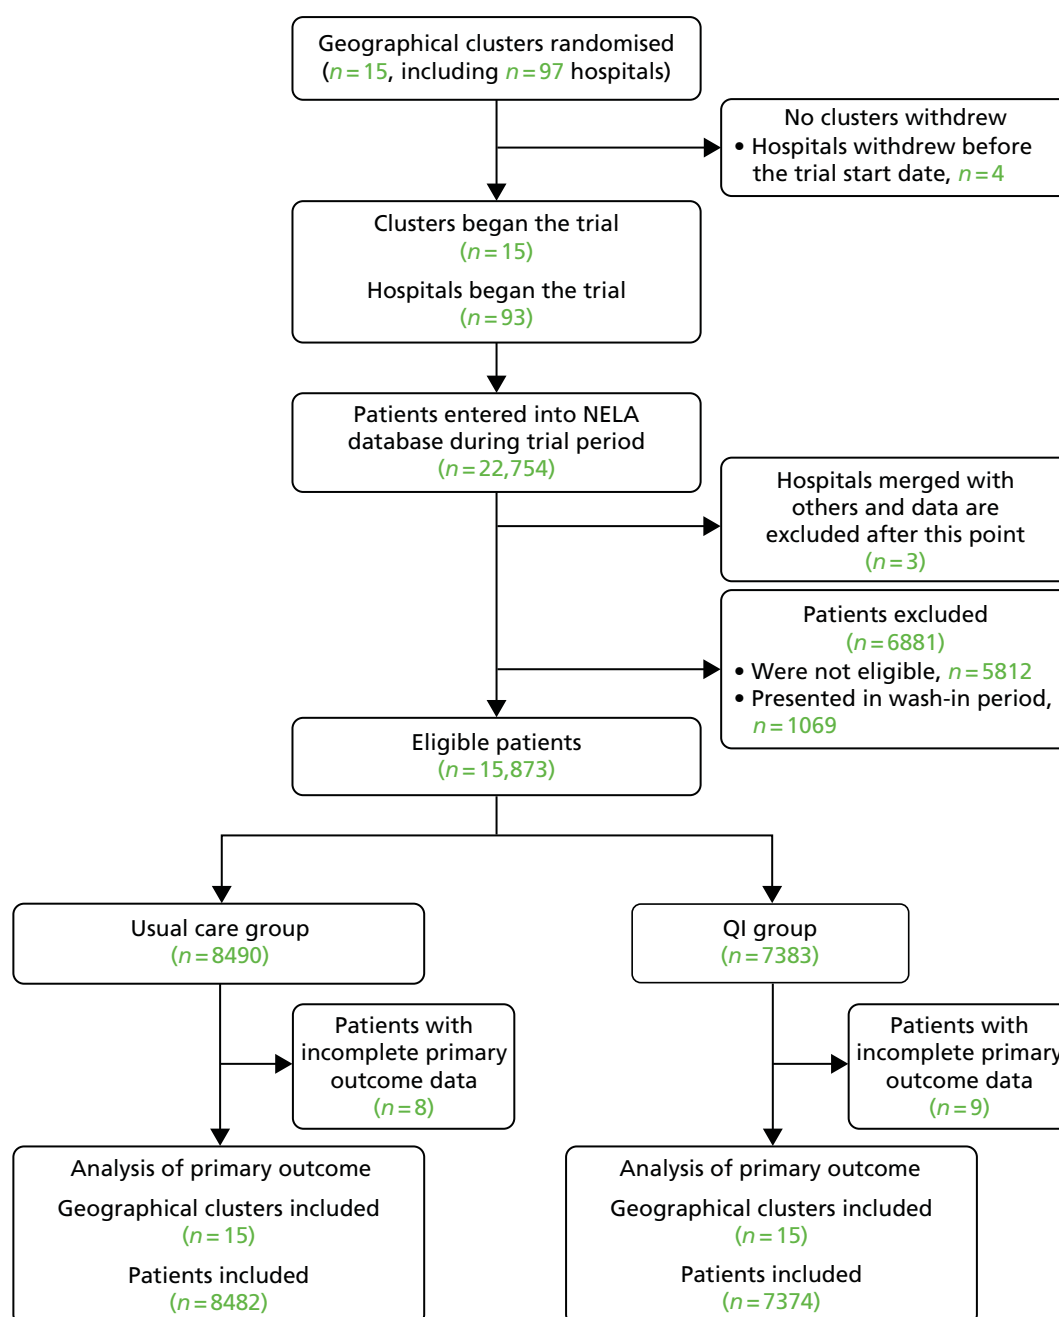 Geographical clusters randomised
(n=15, including n=97 hospitals)
No clusters withdrew
• Hospitals withdrew before
the trial start date, n=4
Clusters began the trial
(n=15)
Hospitals began the trial
(n=93)
Patients entered into NELA
database during trial period
(n=22,754)
Hospitals merged with
others and data are
excluded after this point
(n=3)
Patients excluded
(n=6881)
• Were not eligible, n=5812
• Presented in wash-in period,
n=1069
Eligible patients
(n=15,873)
Usual care group
(n=8490)
QI group
(n=7383)
Patients with
incomplete primary
outcome data
(n=8)
Patients with
incomplete primary
outcome data
(n=9)
Analysis of primary outcome
Geographical clusters included
(n=15)
Patients included
(n=8482)
Analysis of primary outcome
Geographical clusters included
(n=15)
Patients included
(n=7374)